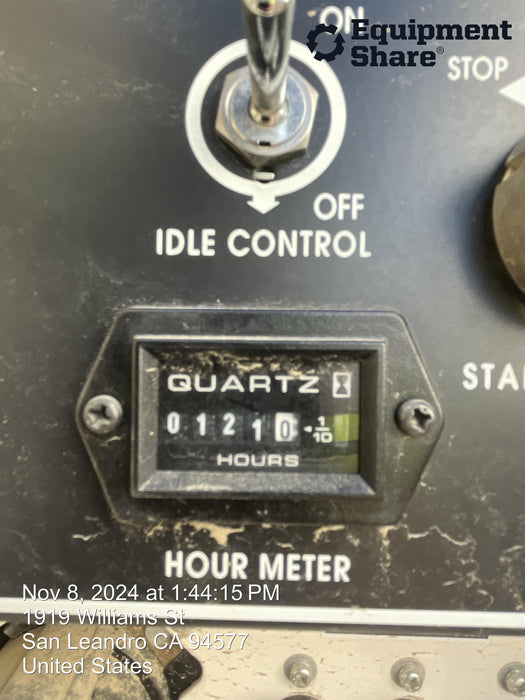 ON
Equipment
Share®
STOP
OFF
IDLE CONTROL
QUARTZ
0 1 2 1 0 1/10
HOURS
STA
HOUR METER
Nov 8, 2024 at 1:44:15 PM
1919 Williams St
San Leandro CA 94577
United States